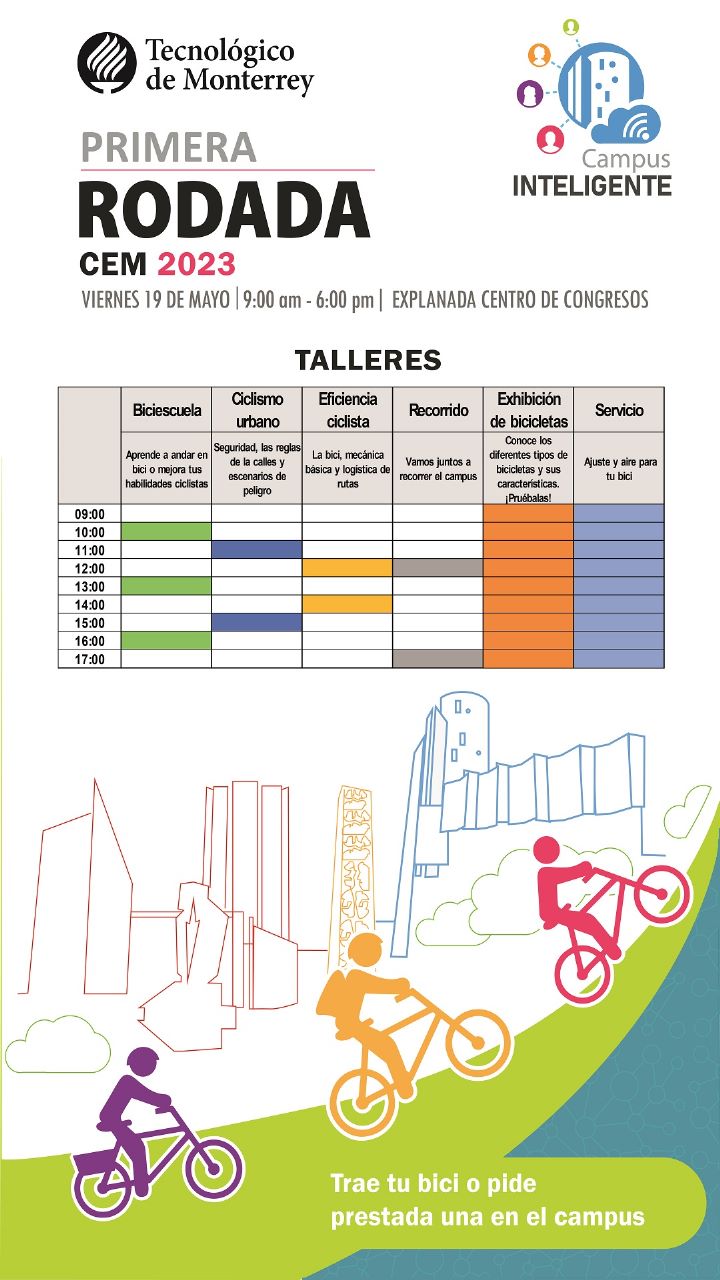 Tecnológico
de Monterrey
Campus
INTELIGENTE
PRIMERA
RODADA
CEM 2023
VIERNES 19 DE MAYO | 9:00 am - 6:00 pm | EXPLANADA CENTRO DE CONGRESOS
TALLERES
Biciescuela
Ciclismo
urbano
Eficiencia
ciclista
Recorrido
Exhibición
de bicicletas
Servicio
Aprende a andar en
bici o mejora tus
habilidades ciclistas
Seguridad, las reglas
de la calles y
escenarios de
peligro
La bici, mecánica
básica y logística de
rutas
Vamos juntos a
recorrer el campus
Conoce los
diferentes tipos de
bicicletas y sus
características.
¡Pruébalas!
Ajuste y aire para
tu bici
09:00
10:00
11:00
12:00
13:00
14:00
15:00
16:00
17:00
Trae tu bici o pide
prestada una en el campus